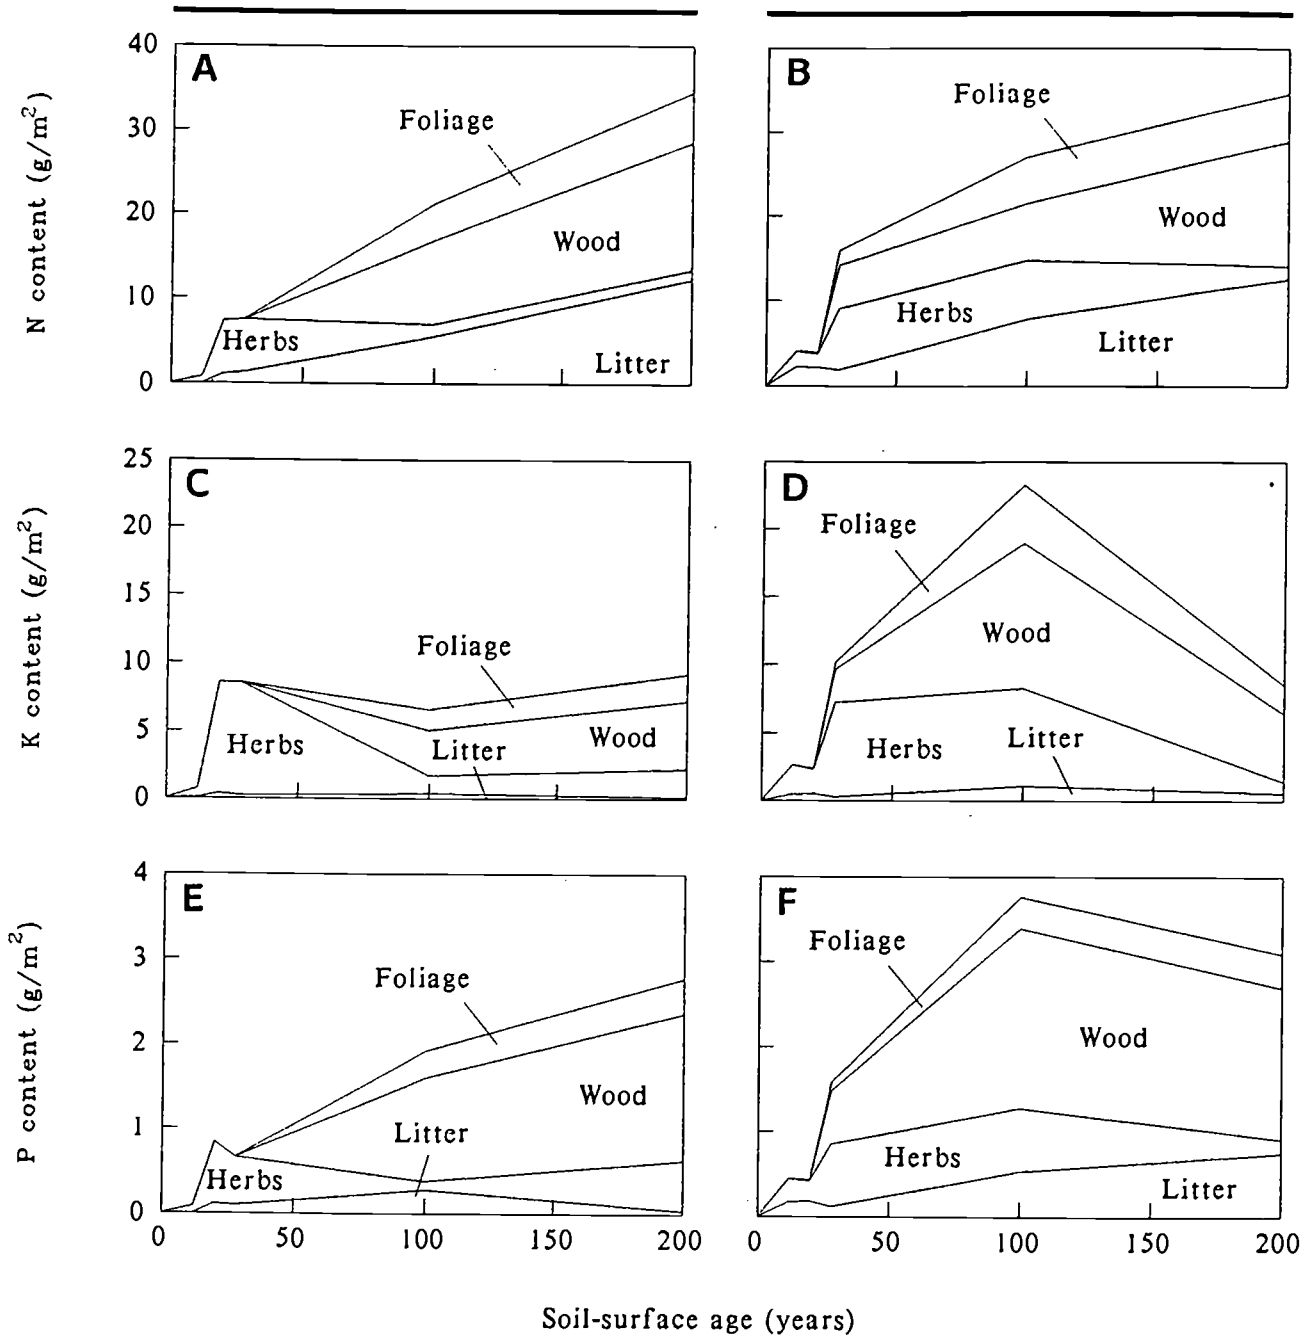 A
B
N content (g/m²)
40
30
20
10
0
Foliage
Wood
Herbs
Litter
Foliage
Wood
Herbs
Litter
C
D
K content (g/m²)
25
20
15
10
5
0
Foliage
Herbs
Litter
Wood
Foliage
Wood
Herbs
Litter
E
F
P content (g/m²)
4
3
2
1
0
Foliage
Wood
Litter
Herbs
Foliage
Wood
Herbs
Litter
0 50 100 150 200
0 50 100 150 200
Soil-surface age (years)